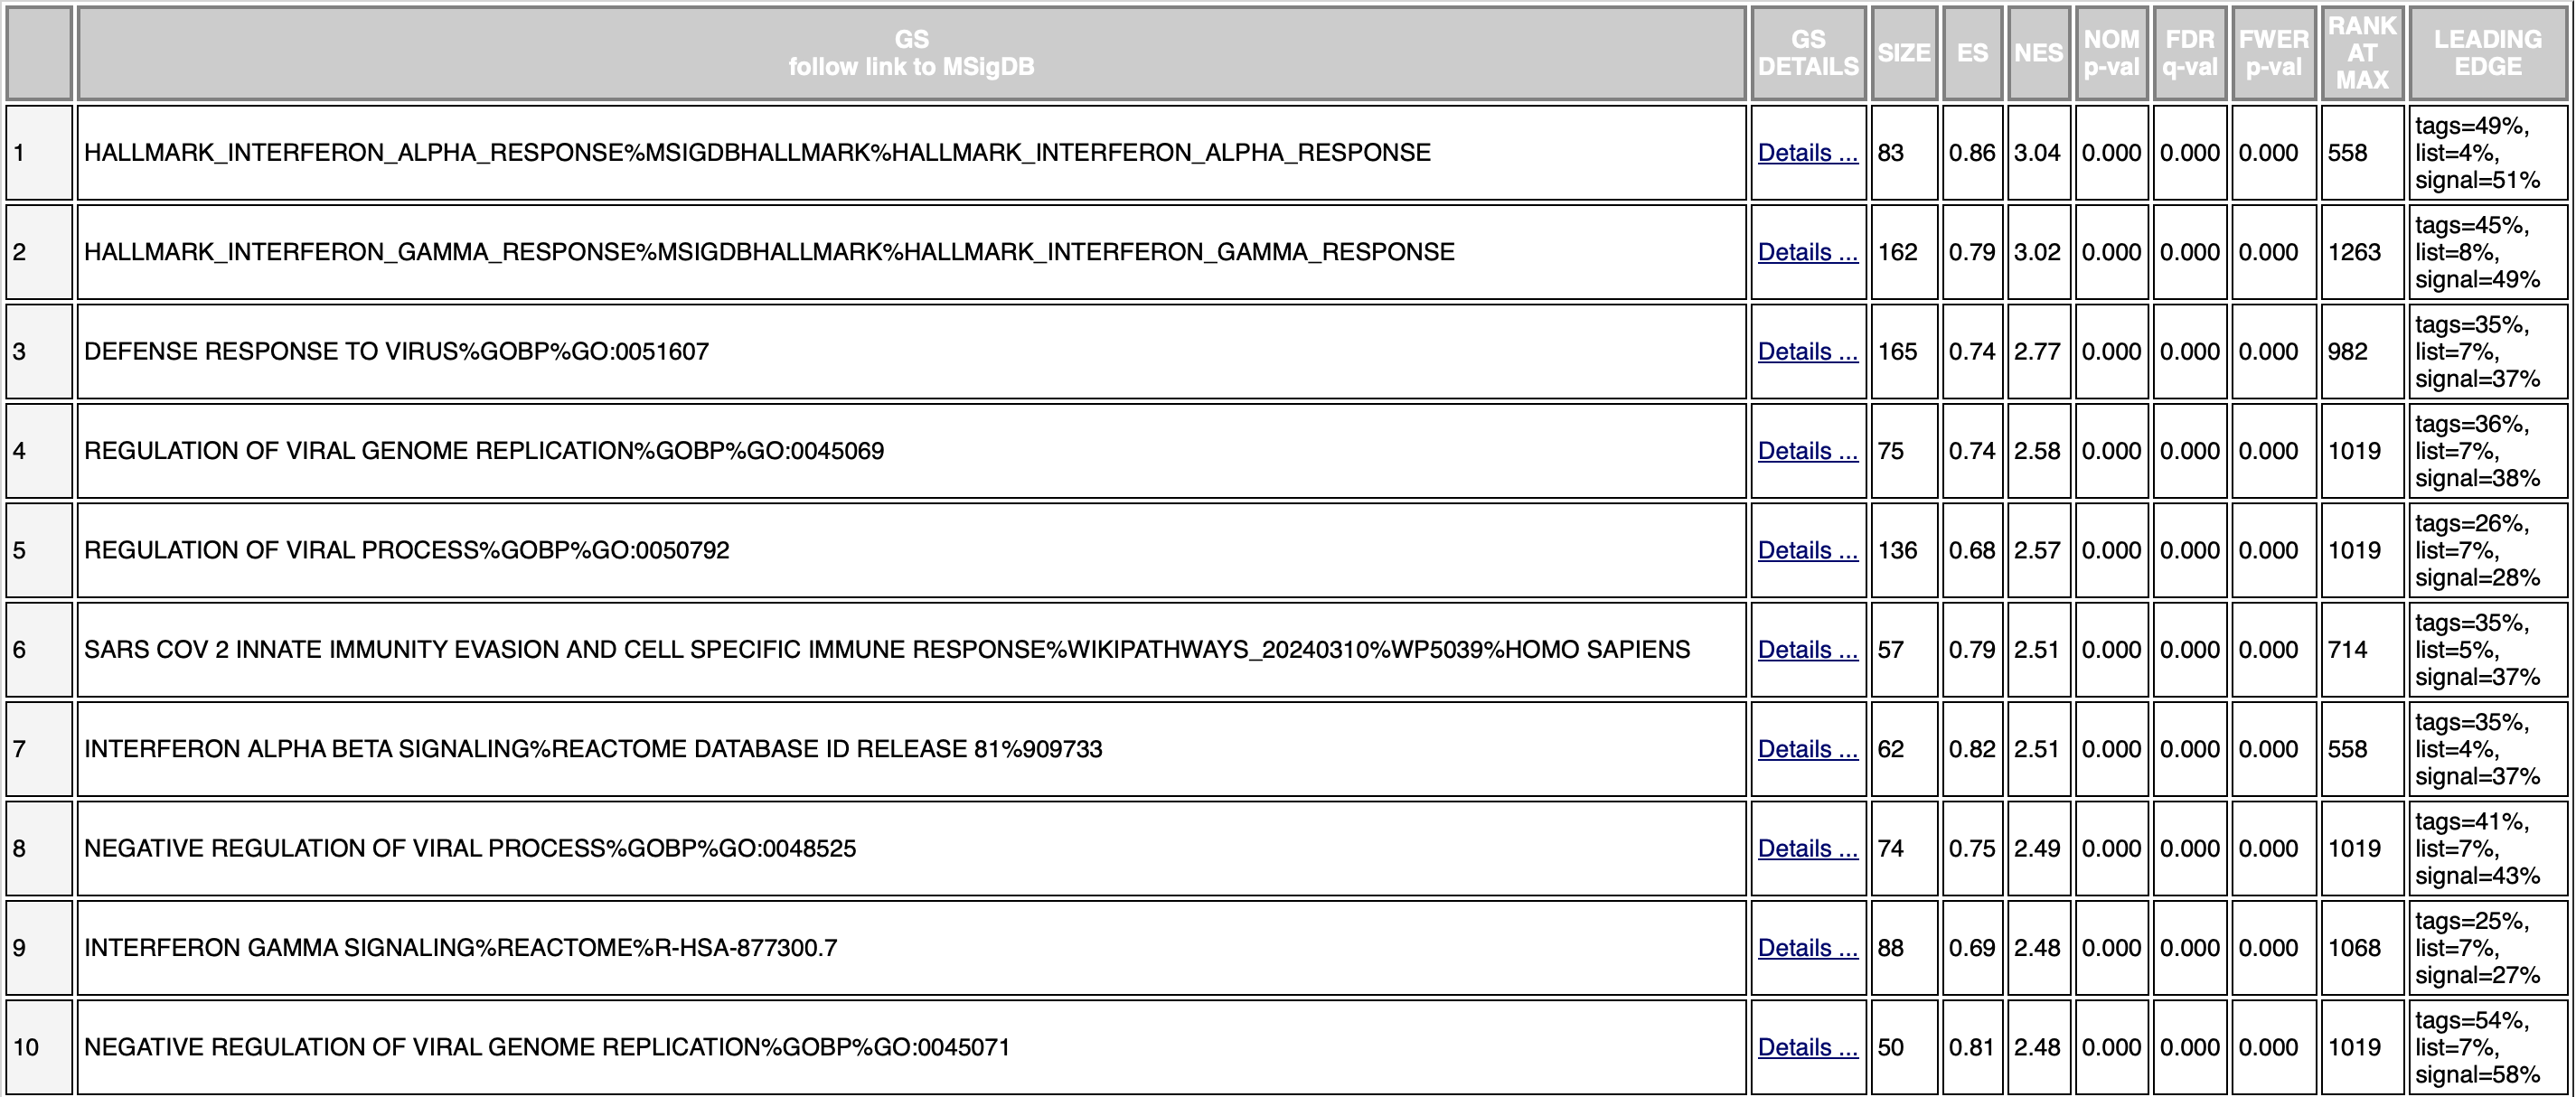 GS
follow link to MSigDB
GS
DETAILS
SIZE
ES
NES
NOM
p-val
FDR
q-val
FWER
p-val
RANK
AT
MAX
LEADING
EDGE
1
HALLMARK_INTERFERON_ALPHA_RESPONSE%MSIGDBHALLMARK%HALLMARK_INTERFERON_ALPHA_RESPONSE
Details ...
83
0.86
3.04
0.000
0.000
0.000
558
tags=49%,
list=4%,
signal=51%
2
HALLMARK_INTERFERON_GAMMA_RESPONSE%MSIGDBHALLMARK%HALLMARK_INTERFERON_GAMMA_RESPONSE
Details ...
162
0.79
3.02
0.000
0.000
0.000
1263
tags=45%,
list=8%,
signal=49%
3
DEFENSE RESPONSE TO VIRUS%GOBP%GO:0051607
Details ...
165
0.74
2.77
0.000
0.000
0.000
982
tags=35%,
list=7%,
signal=37%
4
REGULATION OF VIRAL GENOME REPLICATION%GOBP%GO:0045069
Details ...
75
0.74
2.58
0.000
0.000
0.000
1019
tags=36%,
list=7%,
signal=38%
5
REGULATION OF VIRAL PROCESS%GOBP%GO:0050792
Details ...
136
0.68
2.57
0.000
0.000
0.000
1019
tags=26%,
list=7%,
signal=28%
6
SARS COV 2 INNATE IMMUNITY EVASION AND CELL SPECIFIC IMMUNE RESPONSE%WIKIPATHWAYS_20240310%WP5039%HOMO SAPIENS
Details ...
57
0.79
2.51
0.000
0.000
0.000
714
tags=35%,
list=5%,
signal=37%
7
INTERFERON ALPHA BETA SIGNALING%REACTOME DATABASE ID RELEASE 81%909733
Details ...
62
0.82
2.51
0.000
0.000
0.000
558
tags=35%,
list=4%,
signal=37%
8
NEGATIVE REGULATION OF VIRAL PROCESS%GOBP%GO:0048525
Details ...
74
0.75
2.49
0.000
0.000
0.000
1019
tags=41%,
list=7%,
signal=43%
9
INTERFERON GAMMA SIGNALING%REACTOME%R-HSA-877300.7
Details ...
88
0.69
2.48
0.000
0.000
0.000
1068
tags=25%,
list=7%,
signal=27%
10
NEGATIVE REGULATION OF VIRAL GENOME REPLICATION%GOBP%GO:0045071
Details ...
50
0.81
2.48
0.000
0.000
0.000
1019
tags=54%,
list=7%,
signal=58%